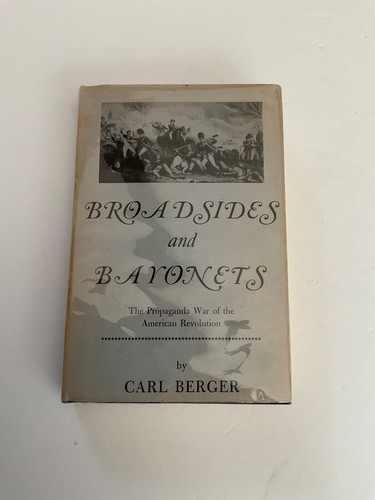 BROADSIDES
and
BAYONETS
The Propaganda War of the
American Revolution
by
CARL BERGER